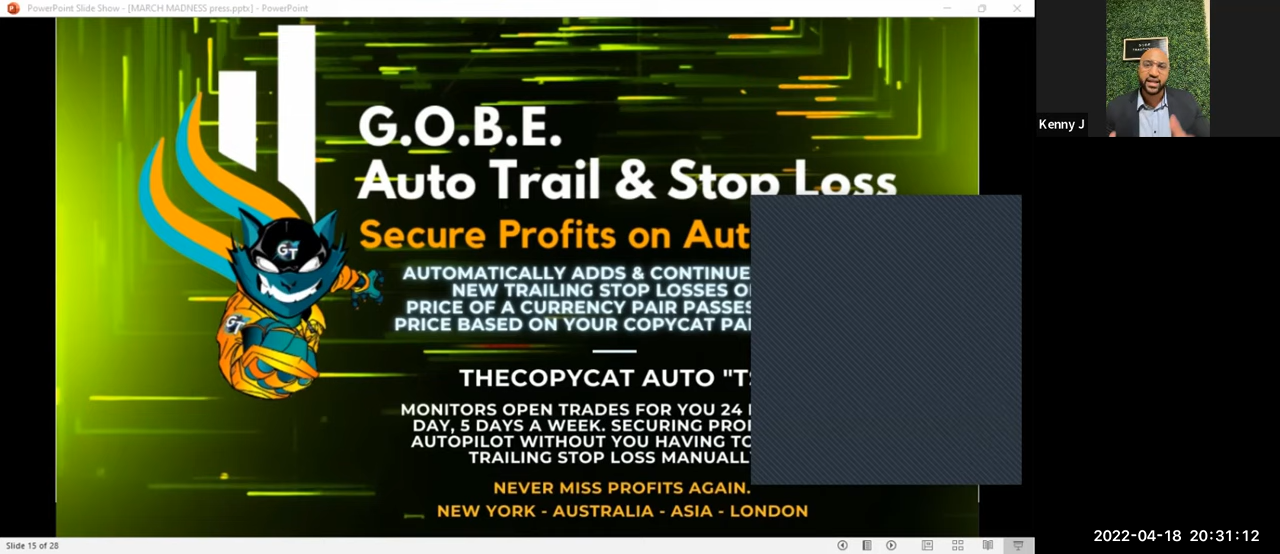 PowerPoint Slide Show - [MARCH MADNESS press.pptx] - PowerPoint
G.O.B.E.
Auto Trail & Stop Loss
Secure Profits on Aut
AUTOMATICALLY ADDS & CONTINUE
NEW TRAILING STOP LOSSES
PRICE OF A CURRENCY PAIR PASSES
PRICE BASED ON YOUR COPYCAT
THECOPYCAT AUTO "T
MONITORS OPEN TRADES FOR YOU 24
DAY, 5 DAYS A WEEK. SECURING
AUTOPILOT WITHOUT YOU HAVING TO
TRAILING STOP LOSS MANUALL
NEVER MISS PROFITS AGAIN.
NEW YORK - AUSTRALIA - ASIA - LONDON
GT
GT
Kenny J
Slide 15 of 28
2022-04-18 20:31:12